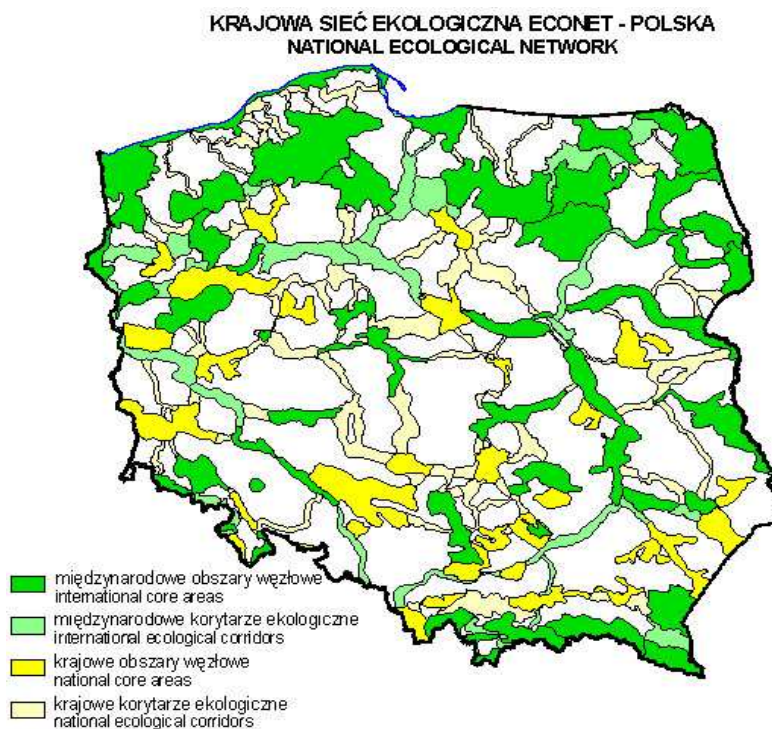 KRAJOWA SIEĆ EKOLOGICZNA ECONET - POLSKA
NATIONAL ECOLOGICAL NETWORK
międzynarodowe obszary węzłowe
international core areas
międzynarodowe korytarze ekologiczne
international ecological corridors
krajowe obszary węzłowe
national core areas
krajowe korytarze ekologiczne
national ecological corridors